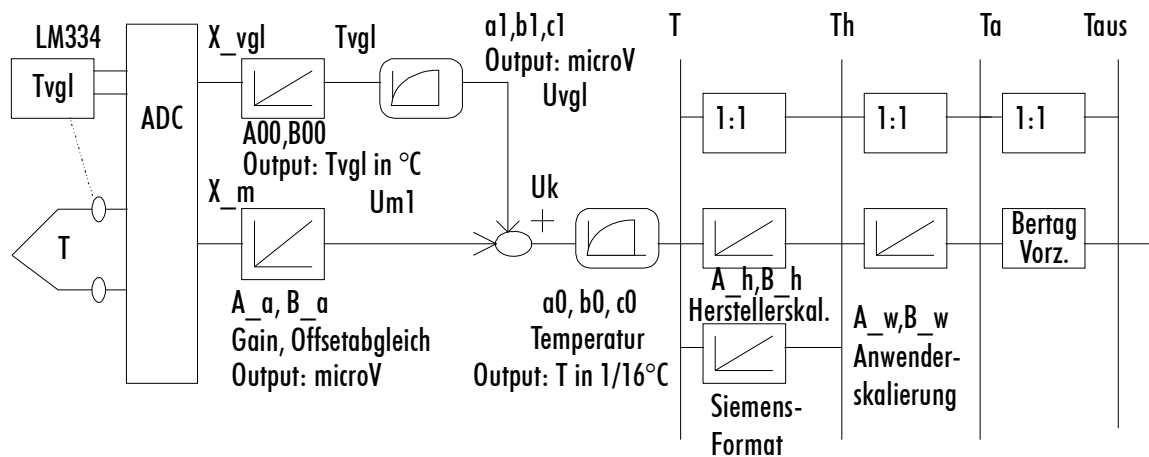 LM334
X_vgl
Tvgl
a1,b1,c1
Output: microV
Uvgl
T
Th
Ta
Taus
Tvgl
ADC
A00,B00
Output: Tvgl in °C
1:1
1:1
1:1
X_m
Um1
Uk
+
T
A_a, B_a
Gain, Offsetabgleich
Output: microV
a0, b0, c0
Temperatur
Output: T in 1/16°C
A_h,B_h
Herstellerskal.
Bertag
Vorz.
A_w,B_w
Anwender-
skalierung
Siemens-
Format